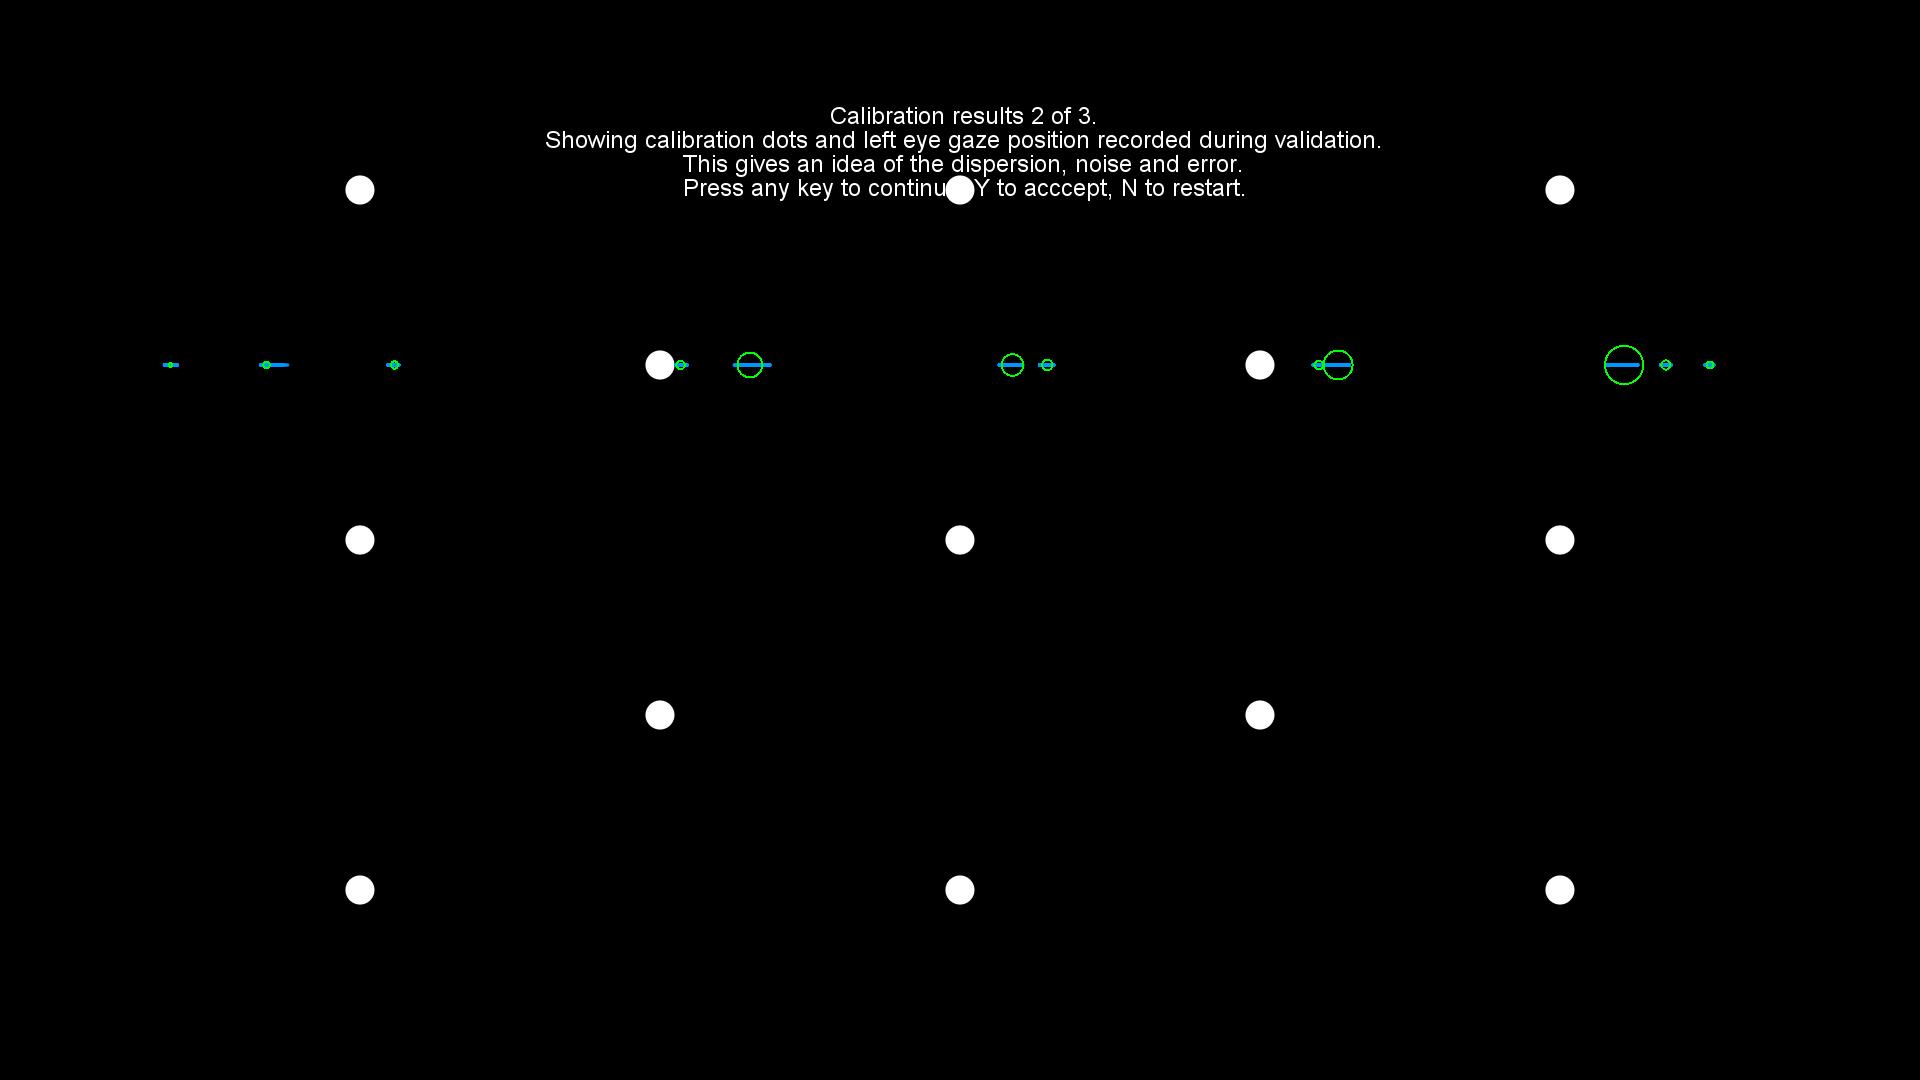 Calibration results 2 of 3.
Showing calibration dots and left eye gaze position recorded during validation.
This gives an idea of the dispersion, noise and error.
Press any key to continu Y to acccept, N to restart.